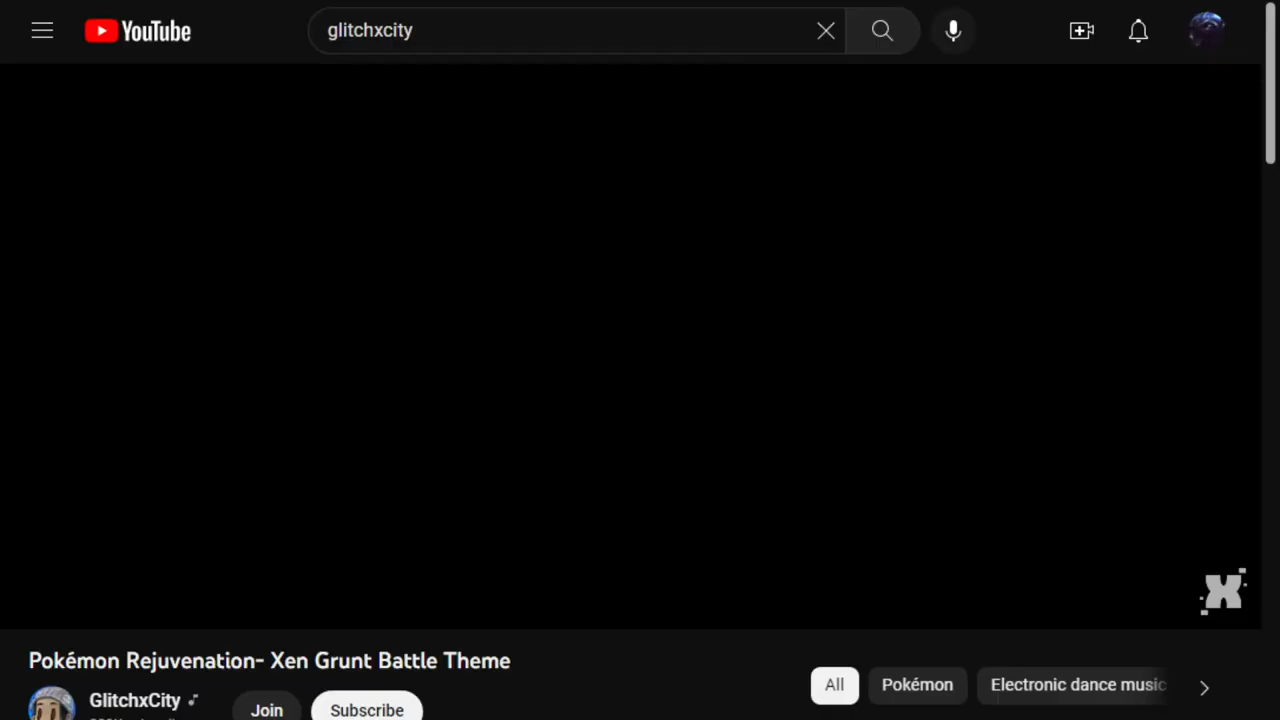 YouTube
glitchxcity
Pokémon Rejuvenation- Xen Grunt Battle Theme
GlitchxCity
Join
Subscribe
All
Pokémon
Electronic dance music